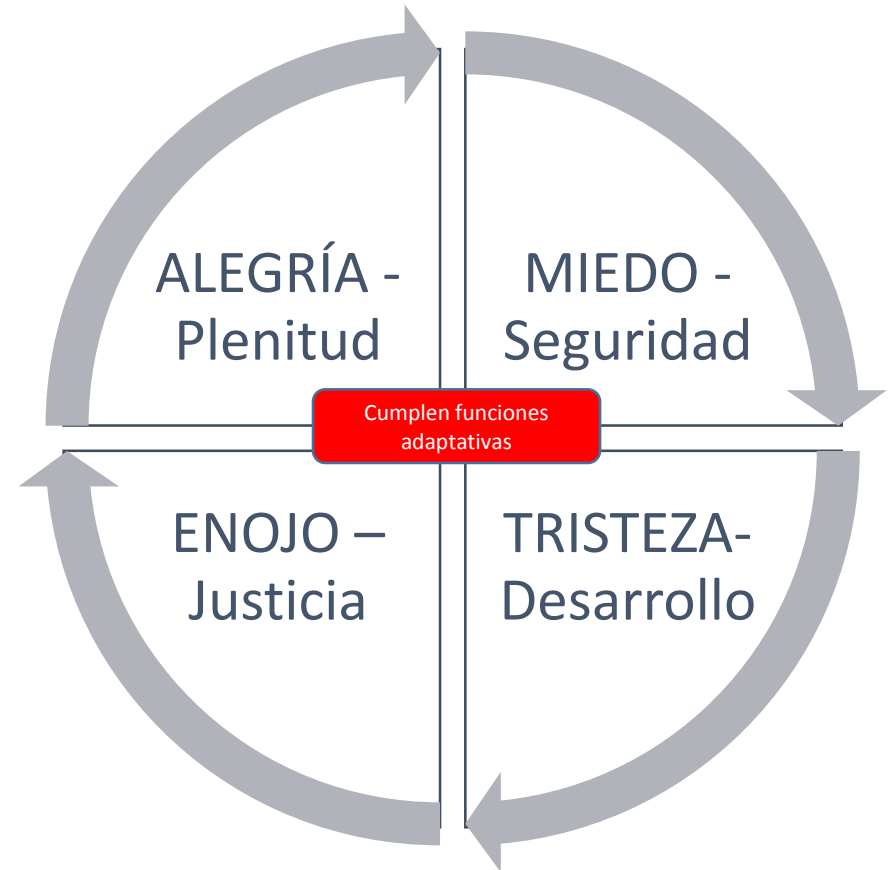 ALEGRÍA -
Plenitud
MIEDO -
Seguridad
Cumplen funciones
adaptativas
ENOJO –
Justicia
TRISTEZA-
Desarrollo